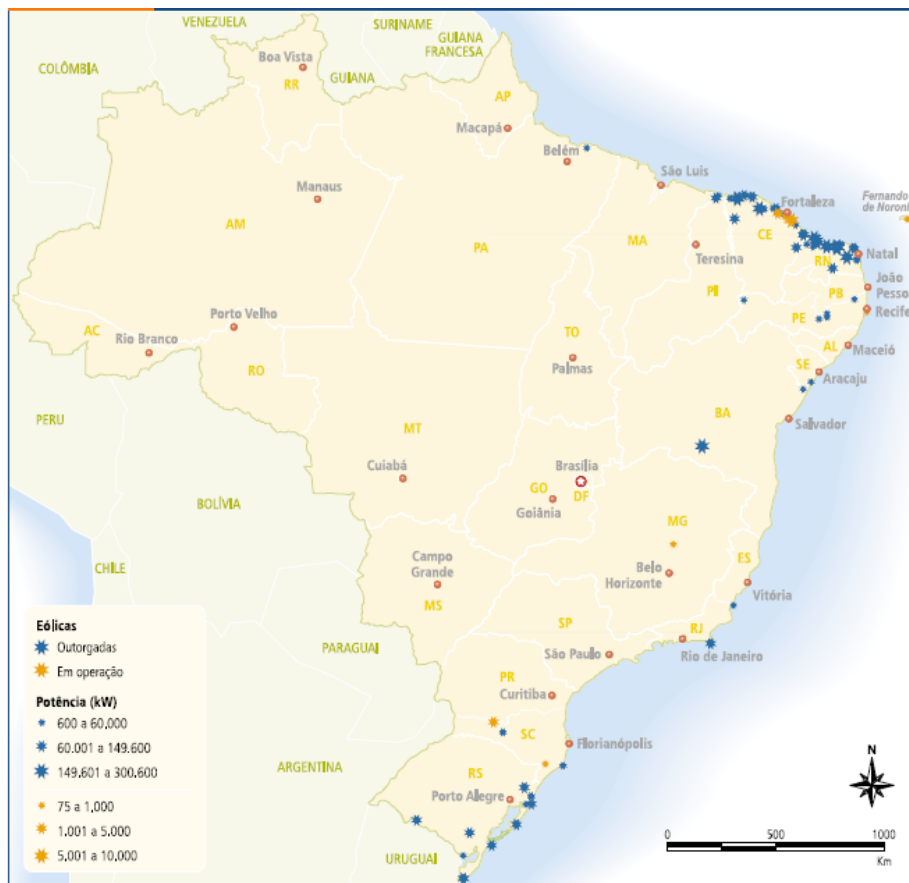 VENEZUELA
SURINAME
GUIANA
FRANCESA
COLÔMBIA
Boa Vista
GUIANA
RR
AP
Macapá
Belém
São Luis
Manaus
Fortaleza
Fernando
de Noronh
AM
PA
MA
CE
Teresina
RN
Natal
PI
João
Pesso
PB
Recife
PE
Porto Velho
AC
Rio Branco
TO
AL
Maceió
RO
Palmas
SE
Aracaju
PERU
BA
MT
Salvador
Cuiabá
Brasília
GO
DF
Goiânia
BOLÍVIA
MG
CHILE
Campo
Grande
Belo
Horizonte
ES
Vitória
MS
SP
RJ
PARAGUAI
São Paulo
Rio de Janeiro
PR
Curitiba
SC
Florianópolis
ARGENTINA
RS
Porto Alegre
URUGUAI
Eólicas
Outorgadas
Em operação
Potência (kW)
600 a 60.000
60.001 a 149.600
149.601 a 300.600
75 a 1,000
1.001 a 5.000
5,001 a 10,000
N
0 500 1000
Km